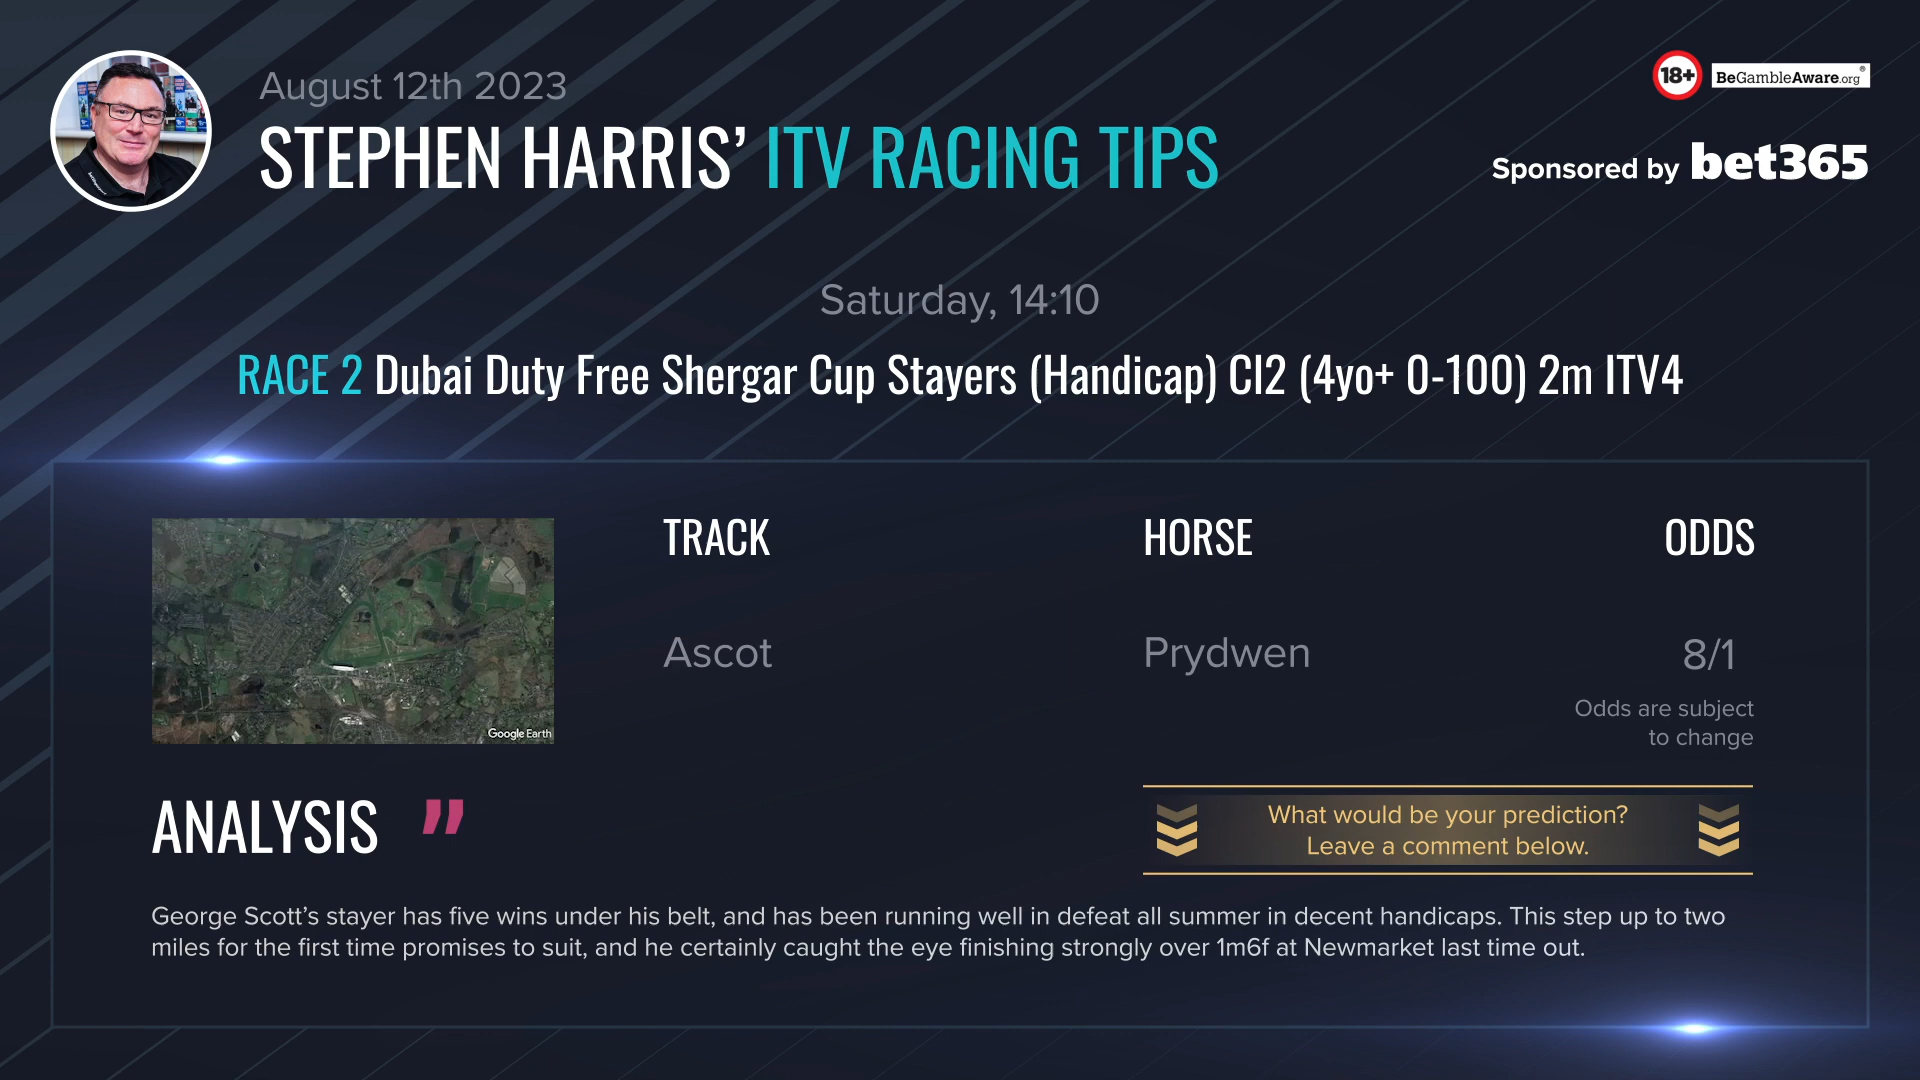 August 12th 2023
STEPHEN HARRIS’ ITV RACING TIPS
18+ BeGambleAware.org®
Sponsored by bet365
Saturday, 14:10
RACE 2 Dubai Duty Free Shergar Cup Stayers (Handicap) Cl2 (4yo+ 0-100) 2m ITV4
TRACK
HORSE
ODDS
Ascot
Prydwen
8/1
Odds are subject
to change
Google Earth
ANALYSIS ”
What would be your prediction?
Leave a comment below.
George Scott’s stayer has five wins under his belt, and has been running well in defeat all summer in decent handicaps. This step up to two
miles for the first time promises to suit, and he certainly caught the eye finishing strongly over 1m6f at Newmarket last time out.